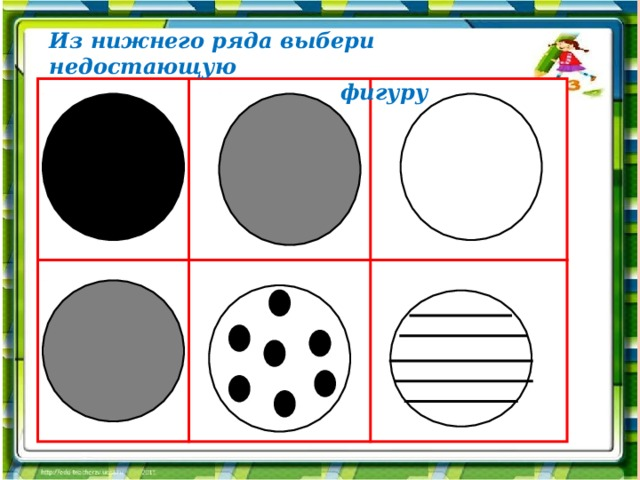 Из нижнего ряда выбери
недостающую
фигуру